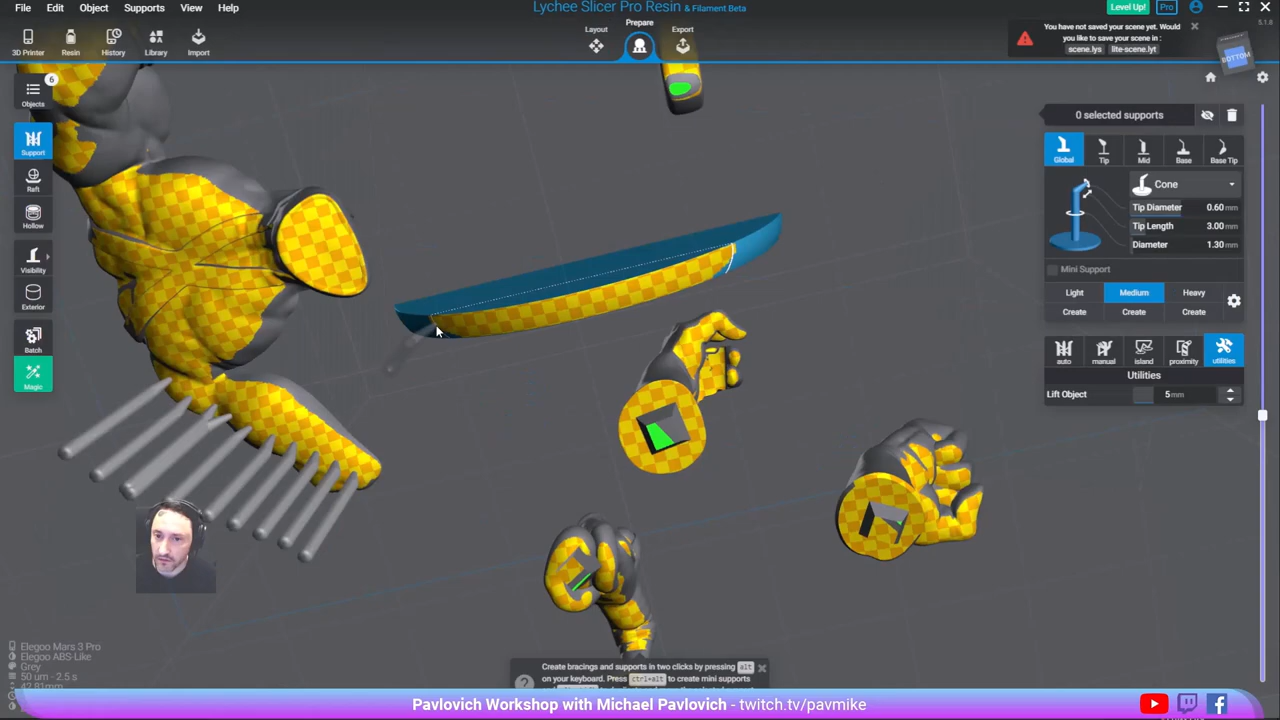 File Edit Object Supports View Help
Lychee Slicer Pro Resin & Filament Beta
Level Up! Pro
3D Printer Resin History Library Import
Layout Prepare Export
You have not saved your scene yet. Would
you like to save your scene in :
scene.lys lite-scene.lyt
5.1.8
BOTTOM
6
Objects
Support
Raft
Hollow
Visibility
Exterior
Batch
Magic
0 selected supports
Global Tip Mid Base Base Tip
Cone
Tip Diameter 0.60 mm
Tip Length 3.00 mm
Diameter 1.30 mm
Mini Support
Light Medium Heavy
Create Create Create
auto manual island proximity utilities
Utilities
Lift Object 5 mm
Elegoo Mars 3 Pro
Elegoo ABS-Like
Grey
50 um - 2.5 s
42.91ml
Create bracings and supports in two clicks by pressing alt
on your keyboard. Press ctrl+alt to create mini supports
Pavlovich Workshop with Michael Pavlovich - twitch.tv/pavmike